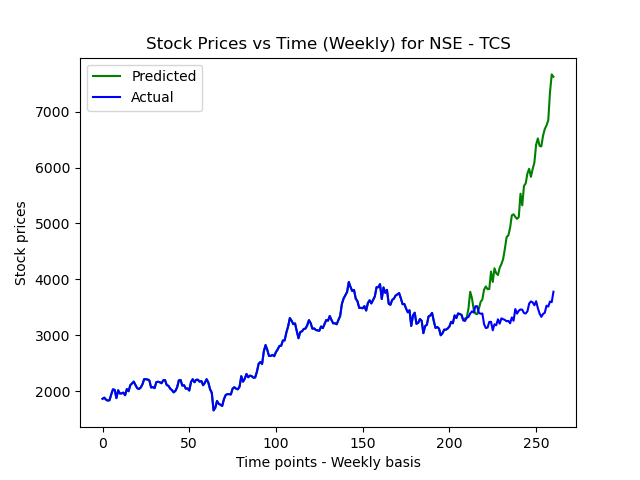 Stock Prices vs Time (Weekly) for NSE - TCS
Predicted
Actual
Stock prices
7000
6000
5000
4000
3000
2000
0 50 100 150 200 250
Time points - Weekly basis